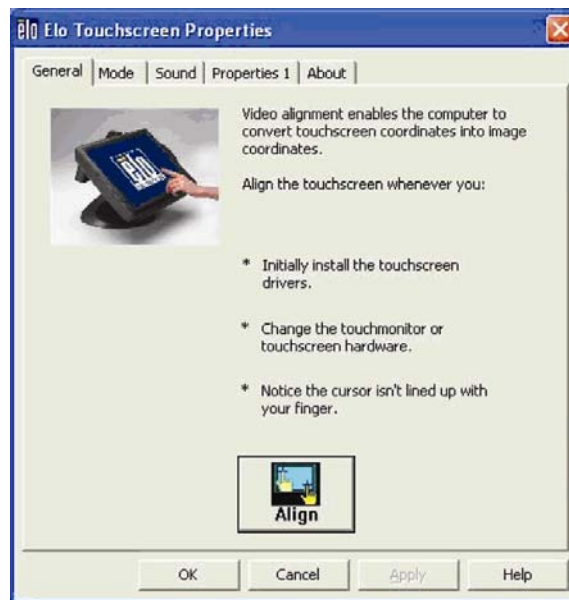 elo Elo Touchscreen Properties
General Mode Sound Properties 1 About
Video alignment enables the computer to
convert touchscreen coordinates into image
coordinates.
Align the touchscreen whenever you:
elo
* Initially install the touchscreen
drivers.
* Change the touchmonitor or
touchscreen hardware.
* Notice the cursor isn't lined up with
your finger.
Align
OK Cancel Apply Help